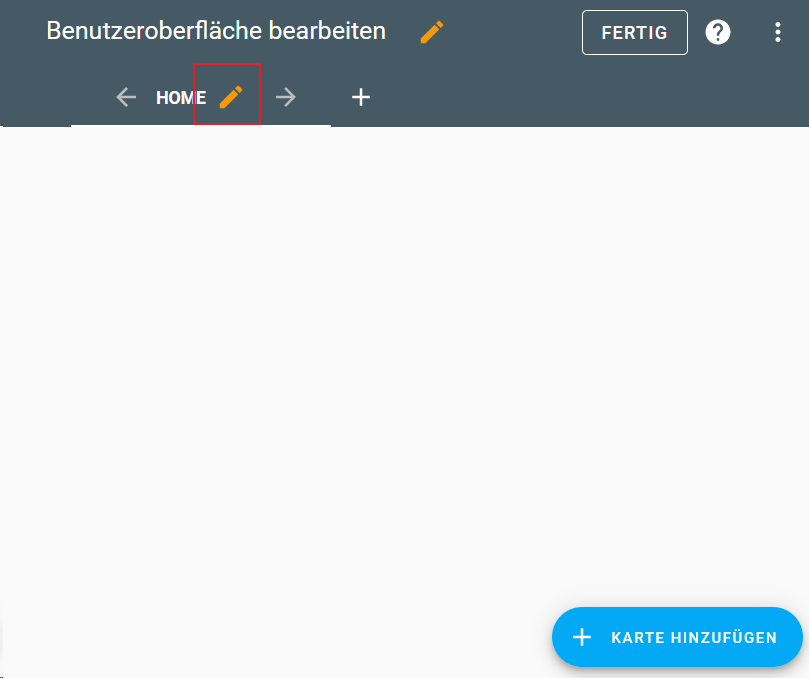 Benutzeroberfläche bearbeiten
FERTIG
HOME
KARTE HINZUFÜGEN